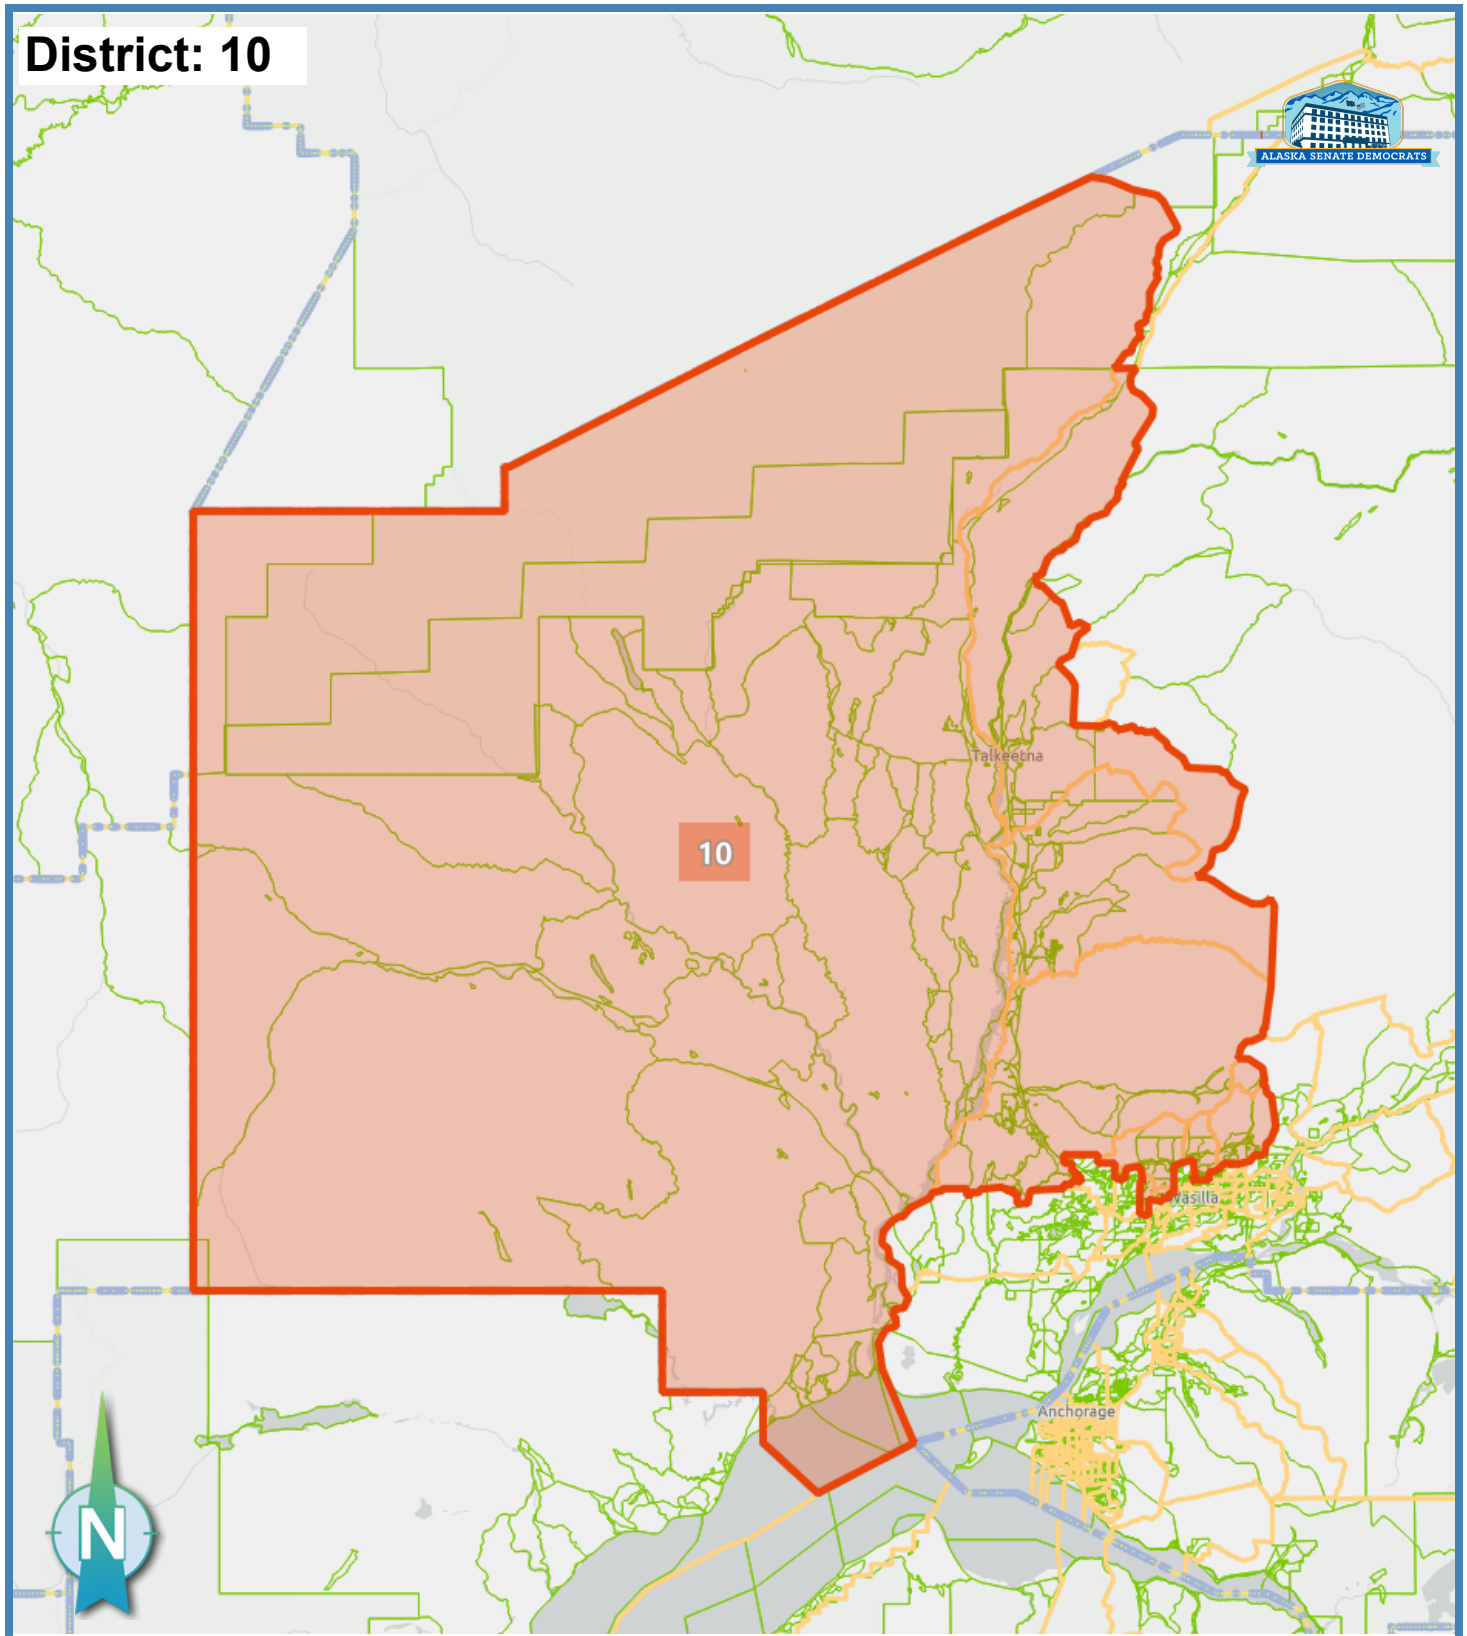 District: 10
ALASKA SENATE DEMOCRATS
Talkeetna
10
Wasilla
Anchorage
N